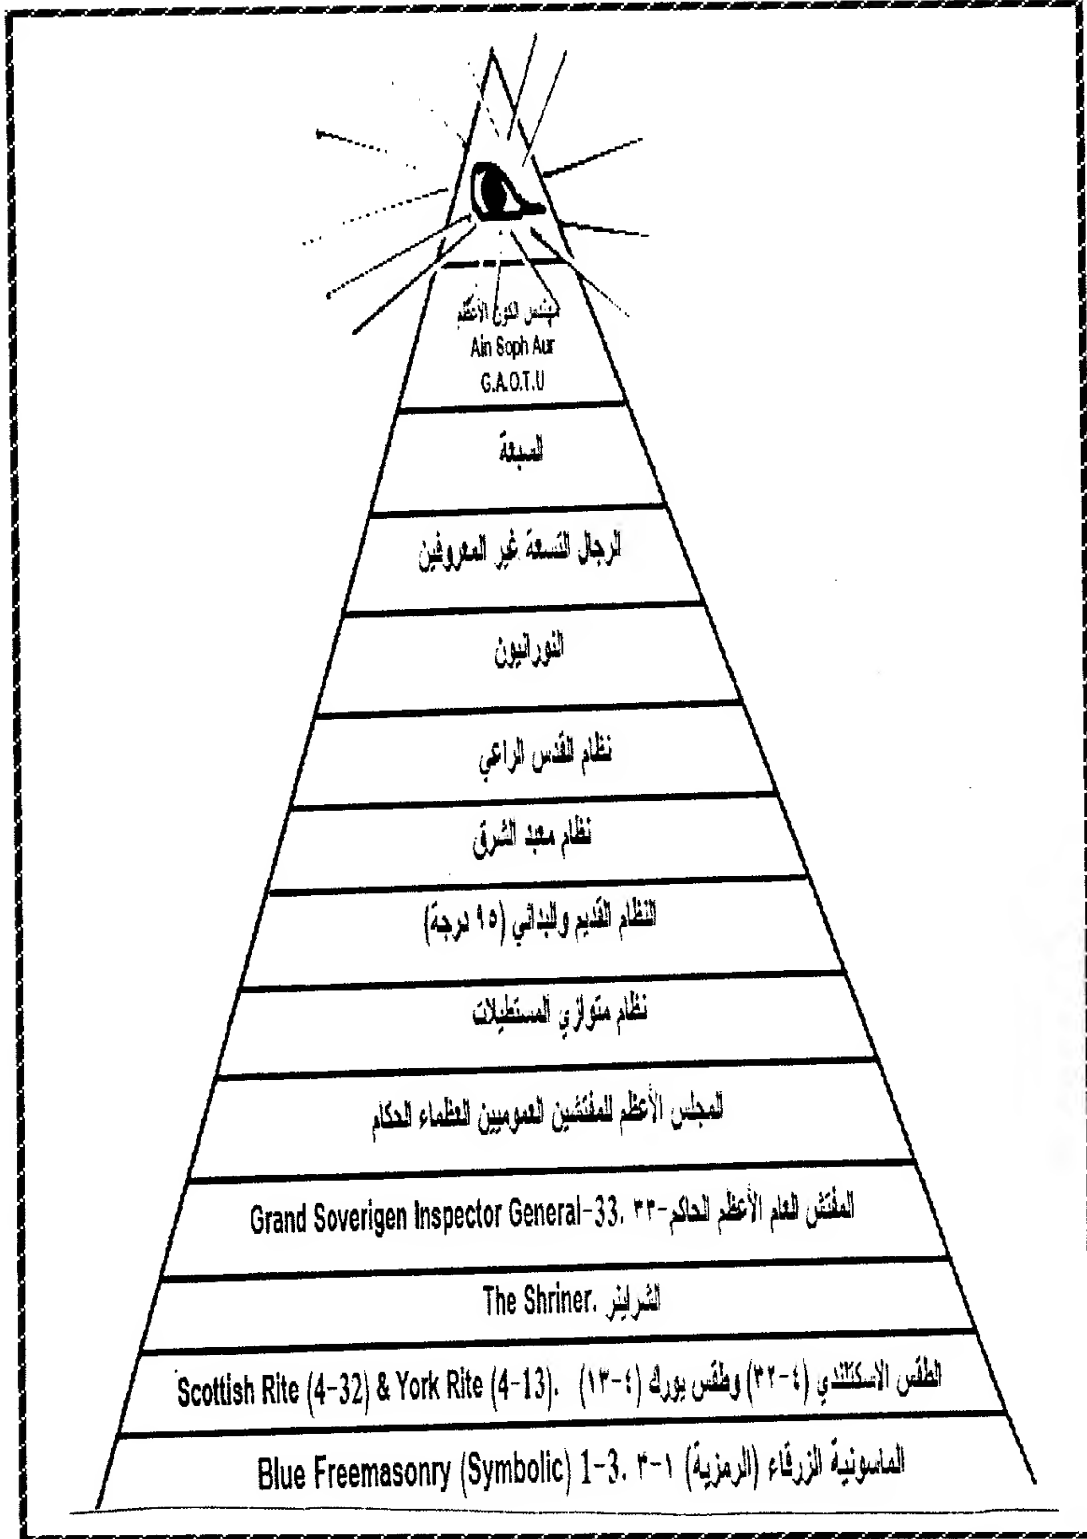 مهندس الكون الأعظم
Ain Soph Aur
G.A.O.T.U
السبعة
الرجال التسعة غير المعروفين
النورانيون
نظام القدس الراعي
نظام معبد الشرق
النظام القديم والبدائي (٩٥ درجة)
نظام متوازي المستطيلات
المجلس الأعظم للمفتشين العموميين العظماء الحكام
Grand Soverigen Inspector General-33. المفتش العام الأعظم الحاكم-٣٣
The Shriner. الشراينر
Scottish Rite (4-32) & York Rite (4-13). الطقس الاسكتلندي (٤-٣٢) وطقس يورك (٤-١٣)
Blue Freemasonry (Symbolic) 1-3. الماسونية الزرقاء (الرمزية) ١-٣